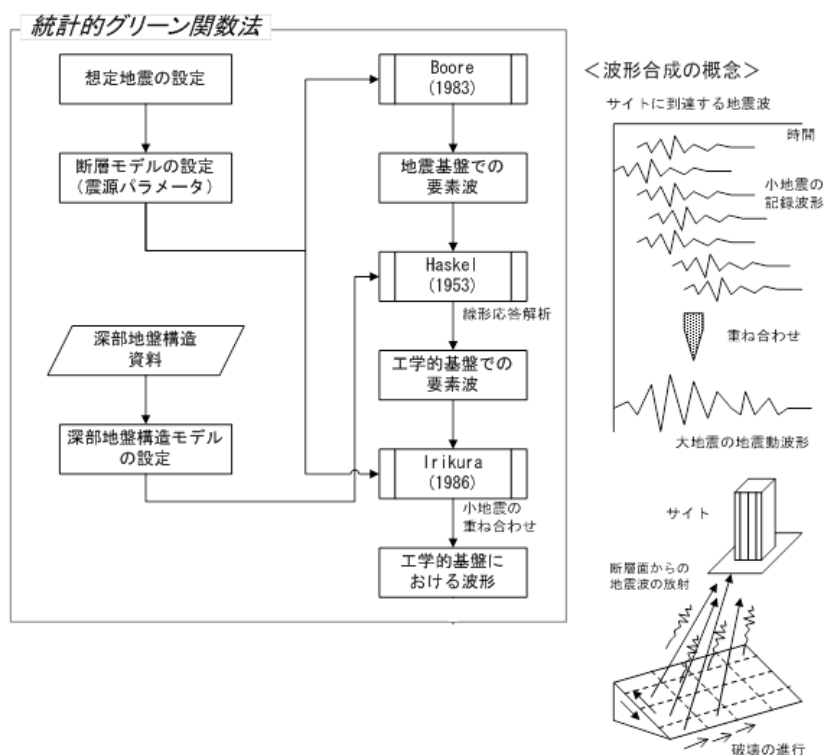 統計的グリーン関数法
想定地震の設定
断層モデルの設定
(震源パラメータ)
深部地盤構造
資料
深部地盤構造モデル
の設定
Boore
(1983)
地震基盤での
要素波
Haskel
(1953)
線形応答解析
工学的基盤での
要素波
Irikura
(1986)
小地震の
重ね合わせ
工学的基盤に
おける波形
＜波形合成の概念＞
サイトに到達する地震波
時間
小地震の
記録波形
重ね合わせ
大地震の地震動波形
サイト
断層面からの
地震波の放射
破壊の進行